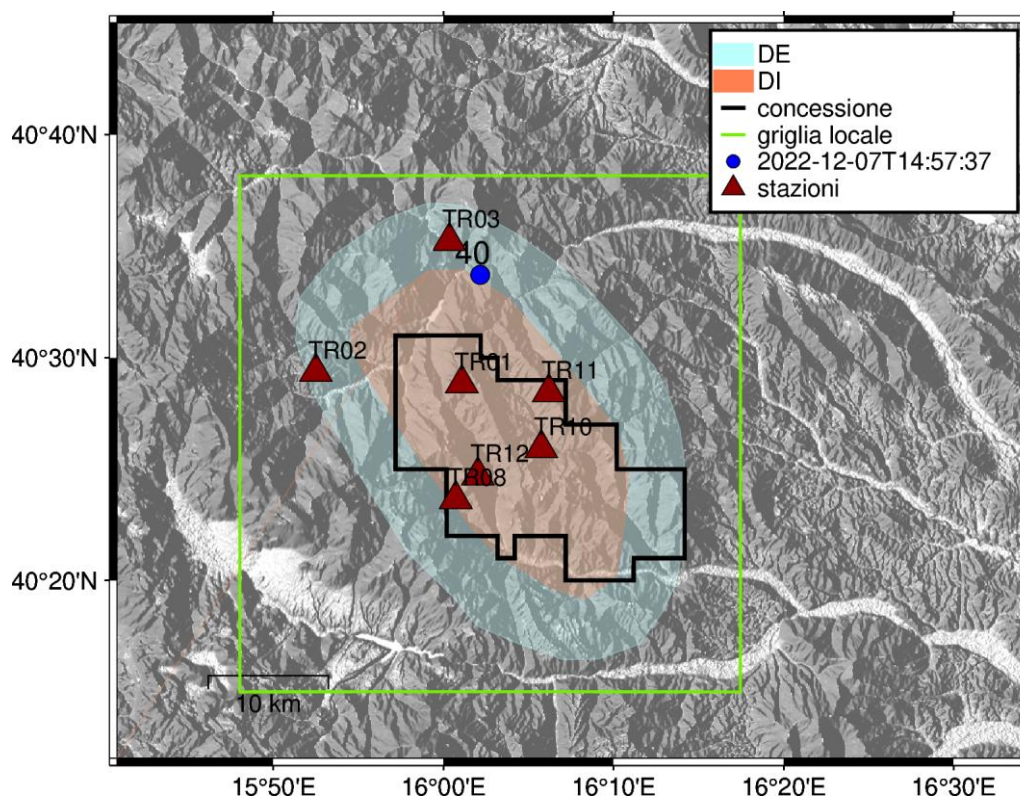 DE
DI
concessione
griglia locale
2022-12-07T14:57:37
stazioni
40°40'N
40°30'N
40°20'N
TR03
40
TR02
TR01
TR11
TR10
TR12
TR08
10 km
15°50'E
16°00'E
16°10'E
16°20'E
16°30'E